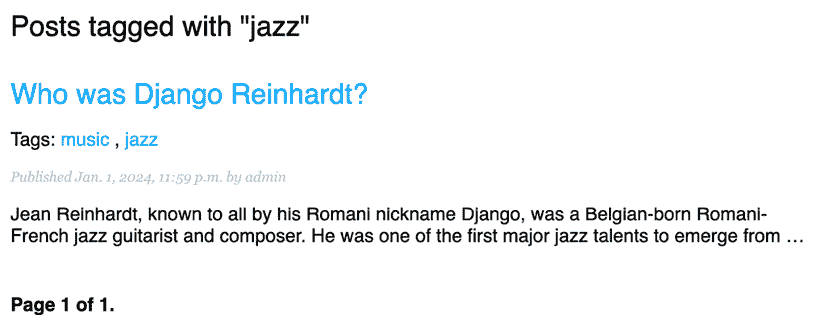 Posts tagged with "jazz"
Who was Django Reinhardt?
Tags: music , jazz
Published Jan. 1, 2024, 11:59 p.m. by admin
Jean Reinhardt, known to all by his Romani nickname Django, was a Belgian-born Romani-
French jazz guitarist and composer. He was one of the first major jazz talents to emerge from …
Page 1 of 1.